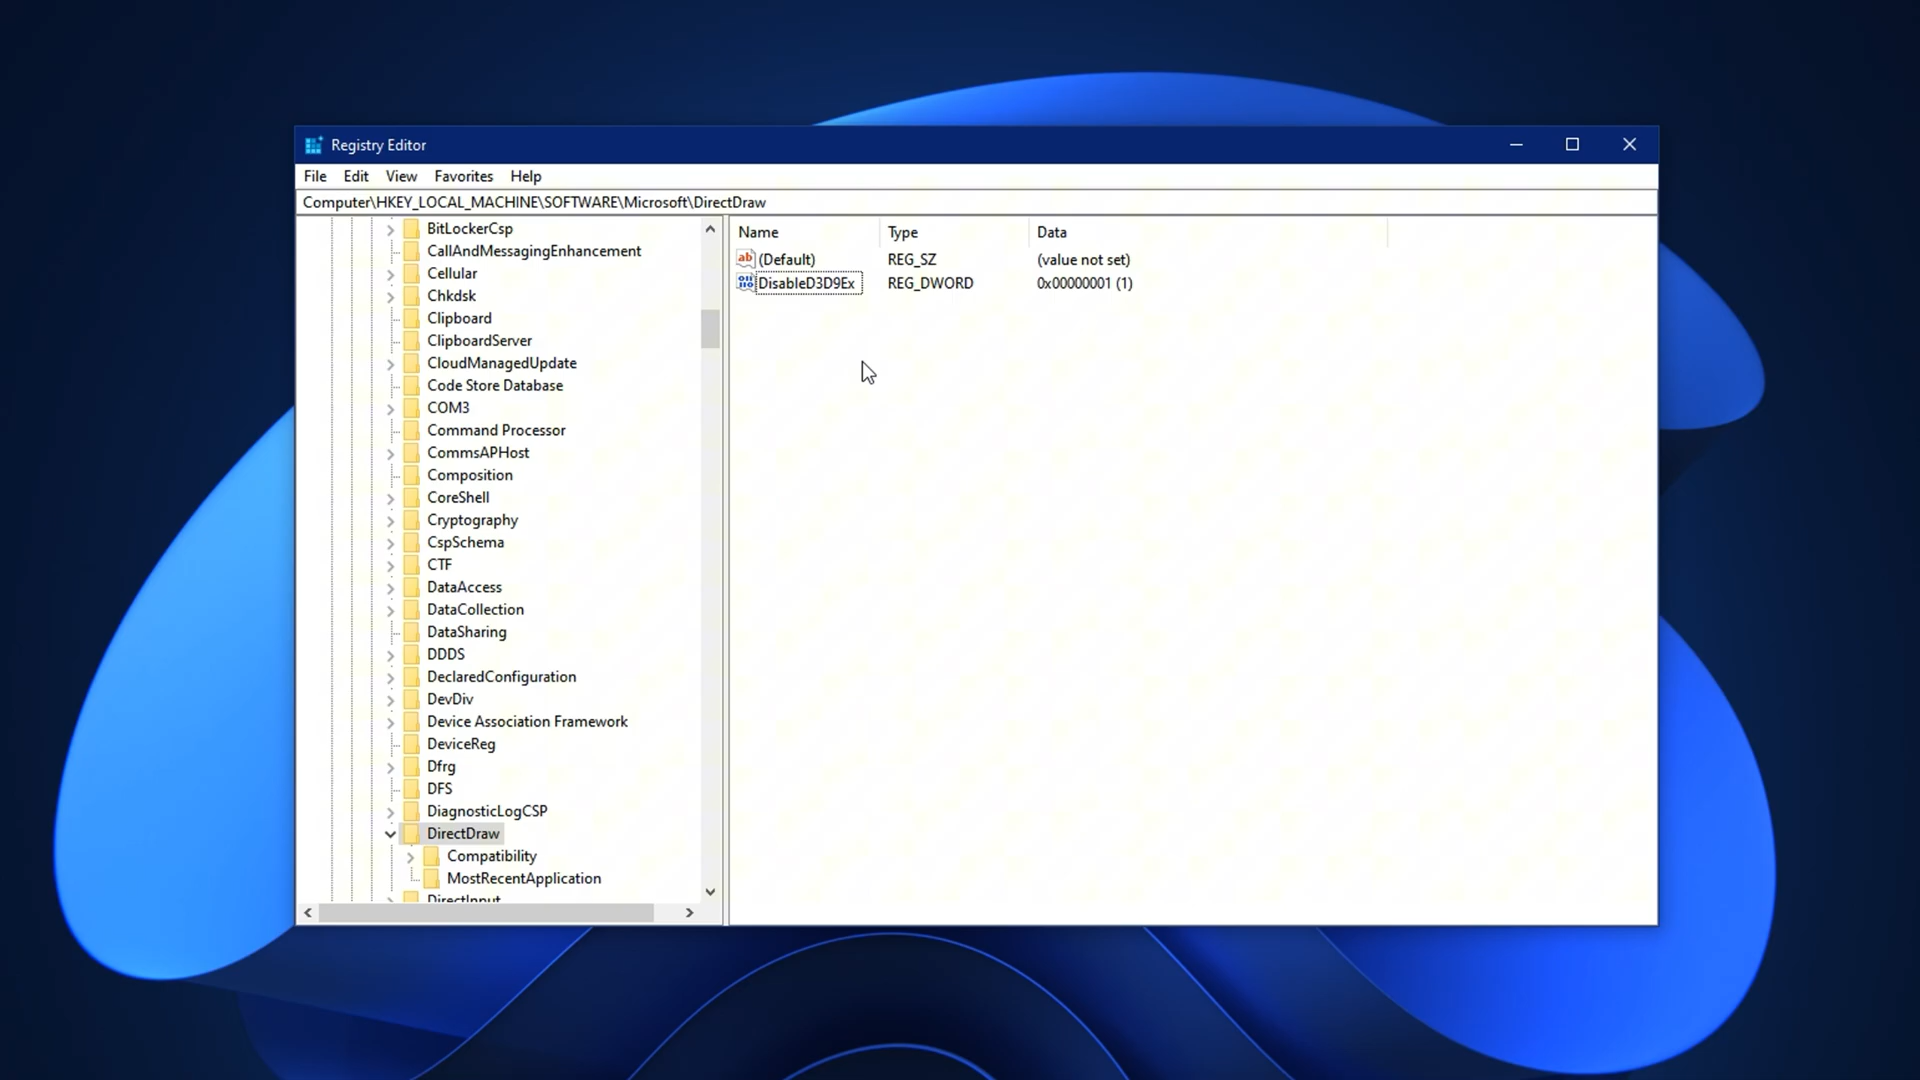 Registry Editor
File Edit View Favorites Help
Computer\HKEY_LOCAL_MACHINE\SOFTWARE\Microsoft\DirectDraw
BitLockerCsp
CallAndMessagingEnhancement
Cellular
Chkdsk
Clipboard
ClipboardServer
CloudManagedUpdate
Code Store Database
COM3
Command Processor
CommsAPHost
Composition
CoreShell
Cryptography
CspSchema
CTF
DataAccess
DataCollection
DataSharing
DDDS
DeclaredConfiguration
DevDiv
Device Association Framework
DeviceReg
Dfrg
DFS
DiagnosticLogCSP
DirectDraw
Compatibility
MostRecentApplication
DirectInput
Name Type Data
(Default) REG_SZ (value not set)
DisableD3D9Ex REG_DWORD 0x00000001 (1)